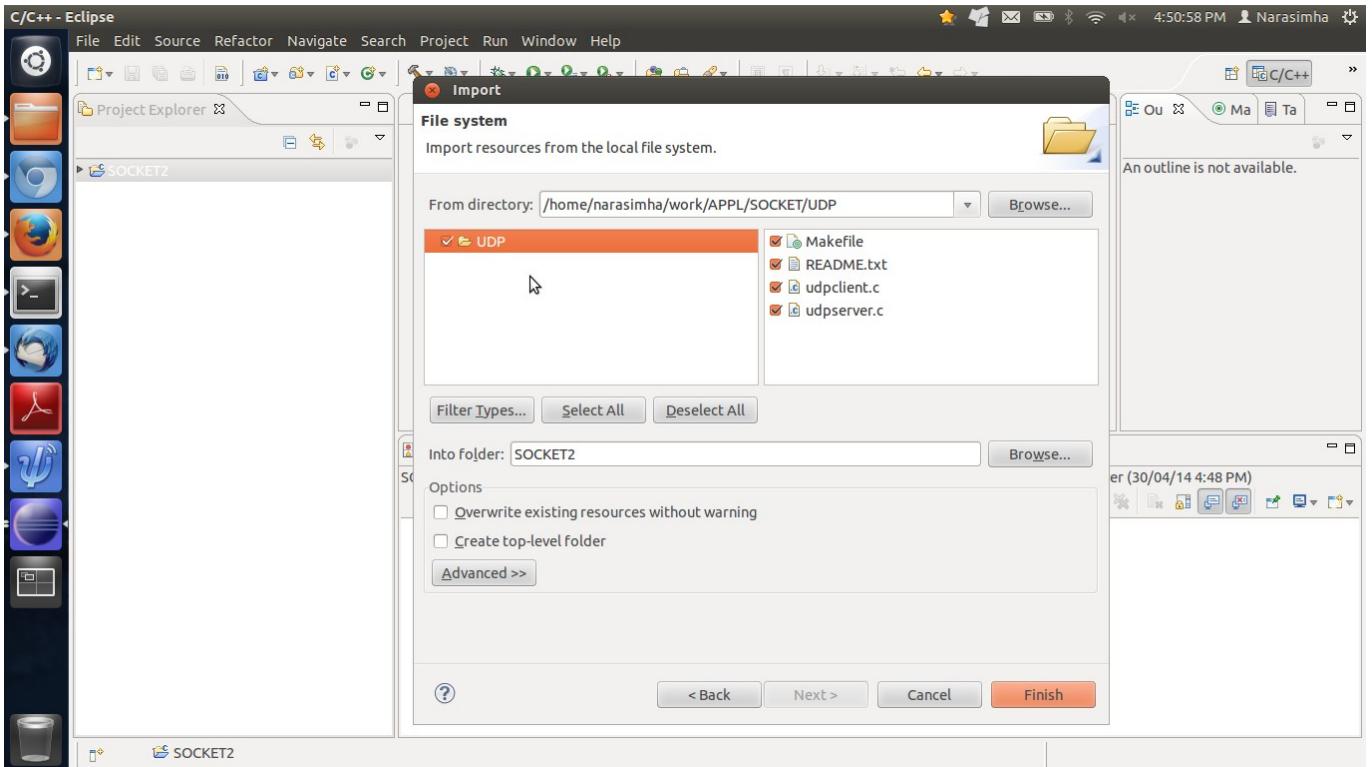 C/C++ - Eclipse
4:50:58 PM Narasimha
File Edit Source Refactor Navigate Search Project Run Window Help
C/C++
Import
Project Explorer
File system
Import resources from the local file system.
Ou Ma Ta
SOCKET2
An outline is not available.
From directory: /home/narasimha/work/APPL/SOCKET/UDP Browse...
UDP
Makefile
README.txt
udpclient.c
udpserver.c
Filter Types... Select All Deselect All
Into folder: SOCKET2 Browse...
er (30/04/14 4:48 PM)
Options
Overwrite existing resources without warning
Create top-level folder
Advanced >>
< Back Next > Cancel Finish
SOCKET2